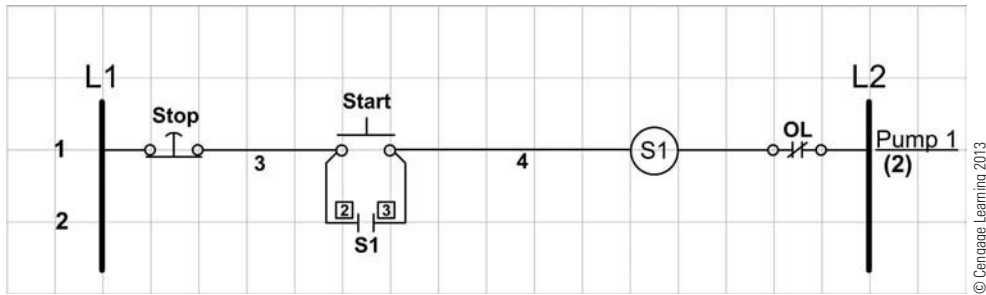 L1
L2
Stop
Start
OL
1
3
4
S1
Pump 1
(2)
2
2
3
S1
© Cengage Learning 2013